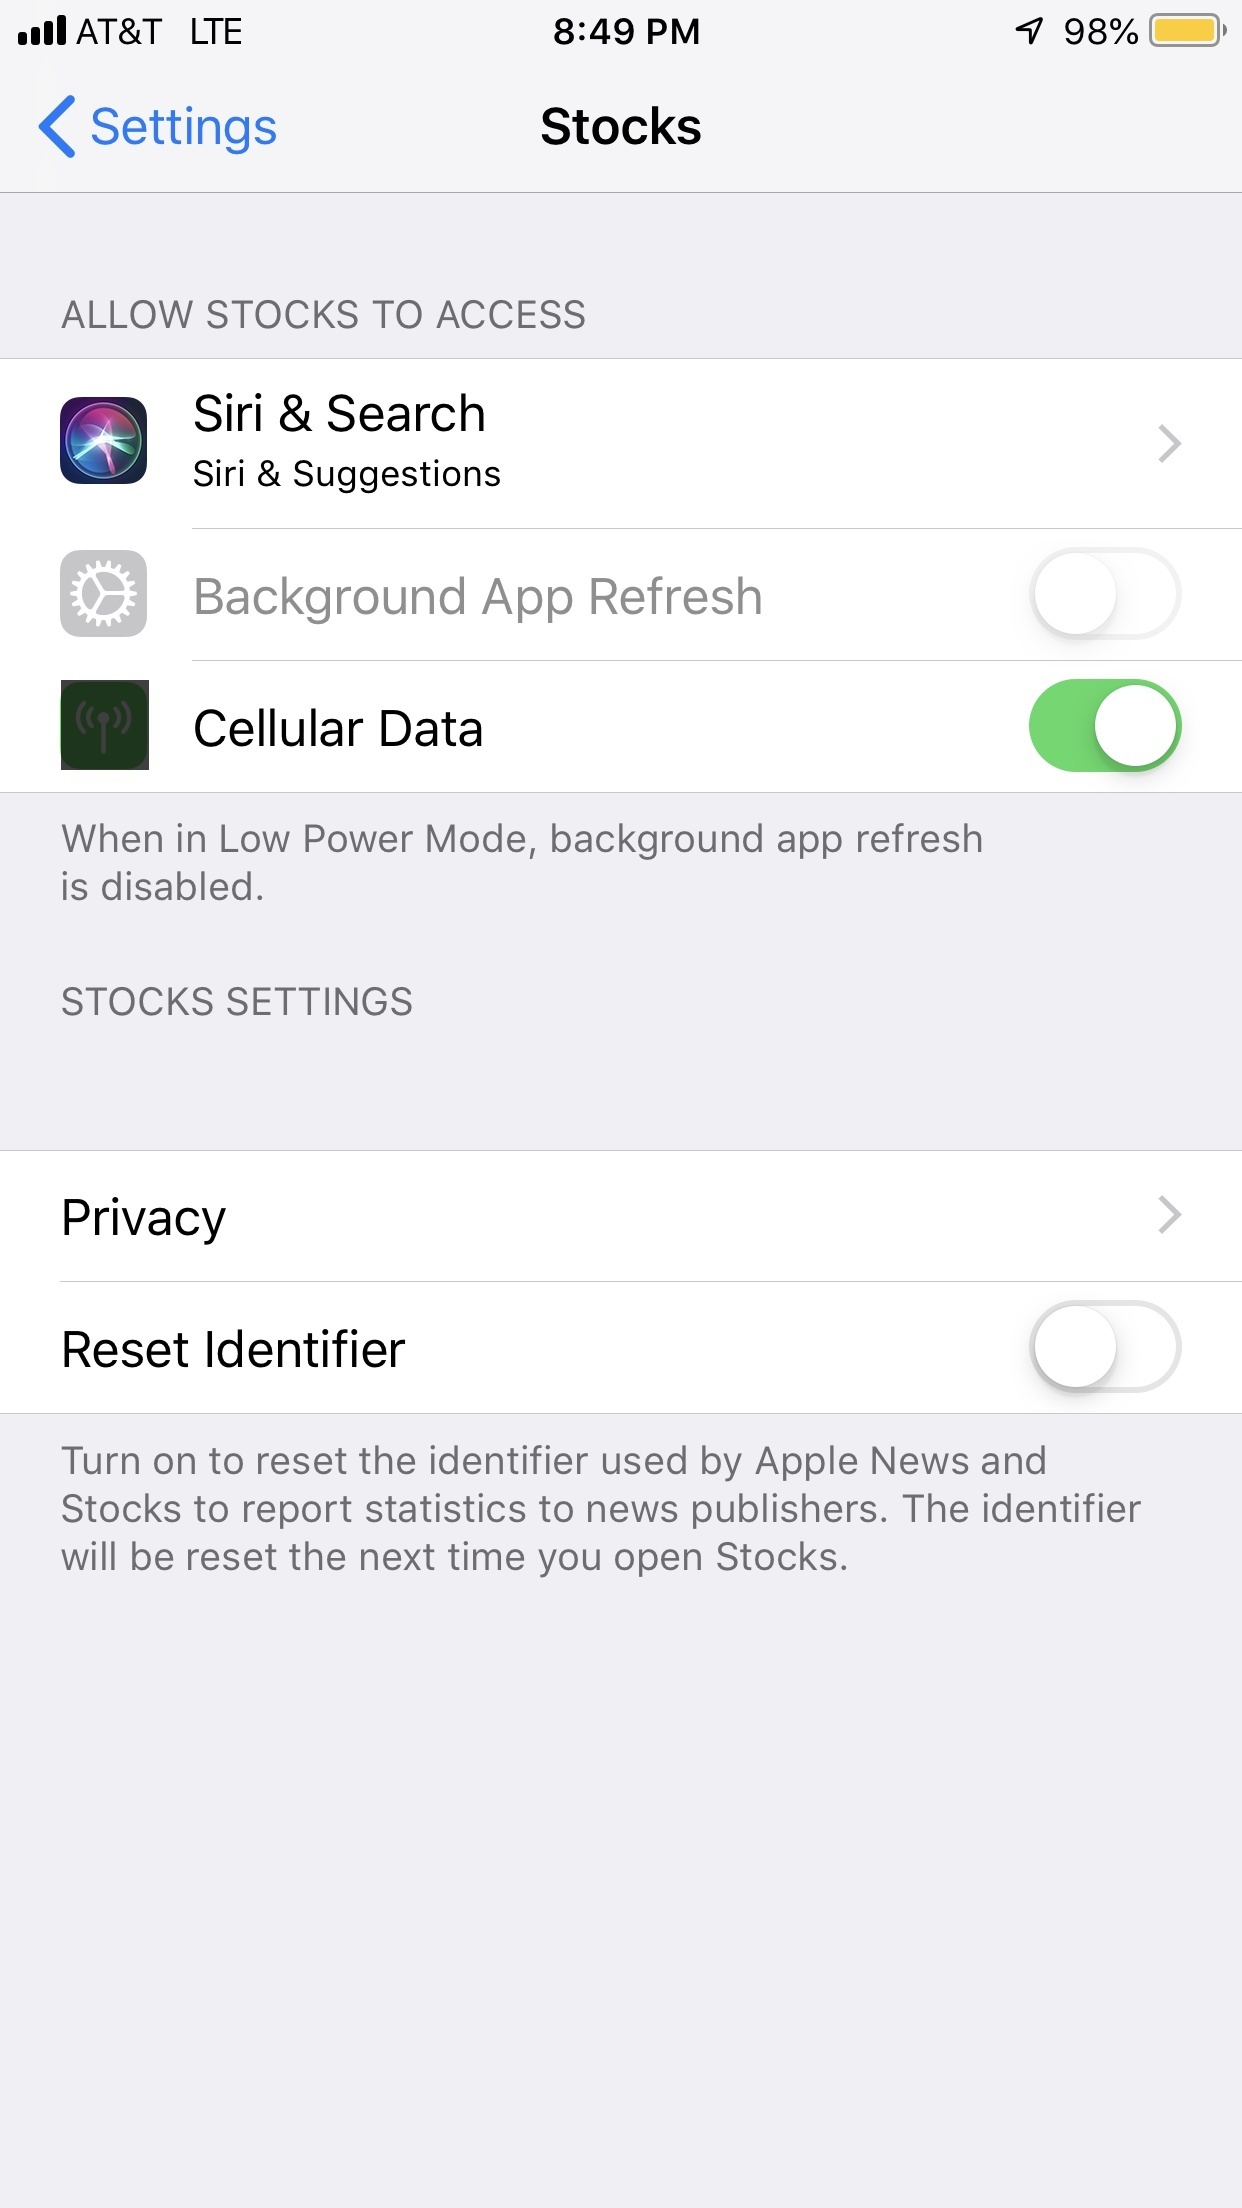 AT&T LTE 8:49 PM 98%
Settings Stocks
ALLOW STOCKS TO ACCESS
Siri & Search
Siri & Suggestions
Background App Refresh
Cellular Data
When in Low Power Mode, background app refresh
is disabled.
STOCKS SETTINGS
Privacy
Reset Identifier
Turn on to reset the identifier used by Apple News and
Stocks to report statistics to news publishers. The identifier
will be reset the next time you open Stocks.